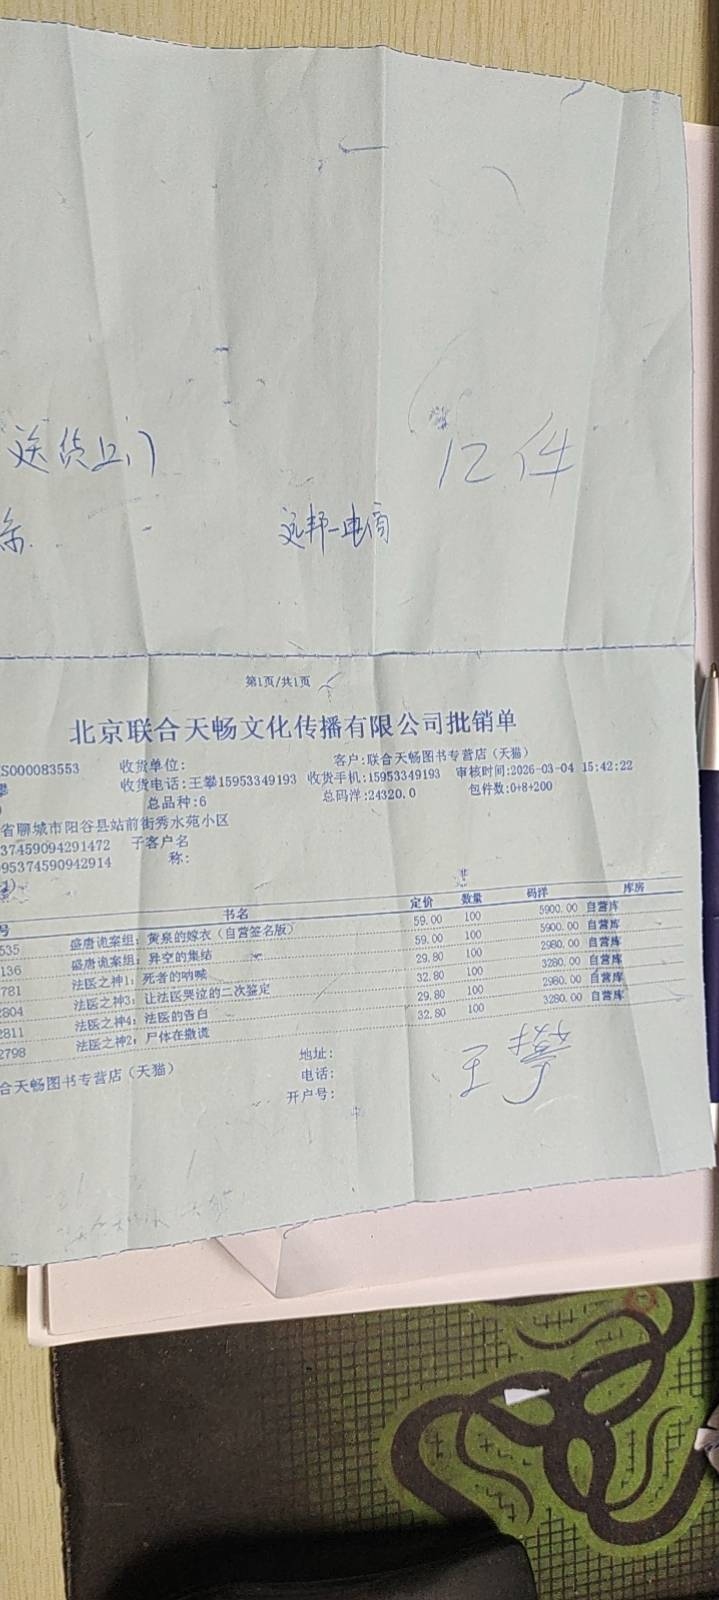 送货上门
12件
余.
远邦-电商
第1页/共1页
北京联合天畅文化传播有限公司批销单
S000083553 收货单位: 客户:联合天畅图书专营店（天猫）
攀 收货电话:王攀15953349193 收货手机:15953349193 审核时间:2026-03-04 15:42:22
总品种:6 总码洋:24320.0 包件数:0+8+200
省聊城市阳谷县站前街秀水苑小区
37459094291472 子客户名
95374590942914 称:
号 书名 定价 数量 码洋 库房
535 盛唐诡案组：黄泉的嫁衣（自营签名版） 59.00 100 5900.00 自营库
136 盛唐诡案组：异空的集结 59.00 100 5900.00 自营库
781 法医之神1：死者的呐喊 29.80 100 2980.00 自营库
2804 法医之神3：让法医哭泣的二次鉴定 32.80 100 3280.00 自营库
2811 法医之神4：法医的告白 29.80 100 2980.00 自营库
2798 法医之神2：尸体在撒谎 32.80 100 3280.00 自营库
合天畅图书专营店（天猫） 地址:
电话:
开户号:
王攀